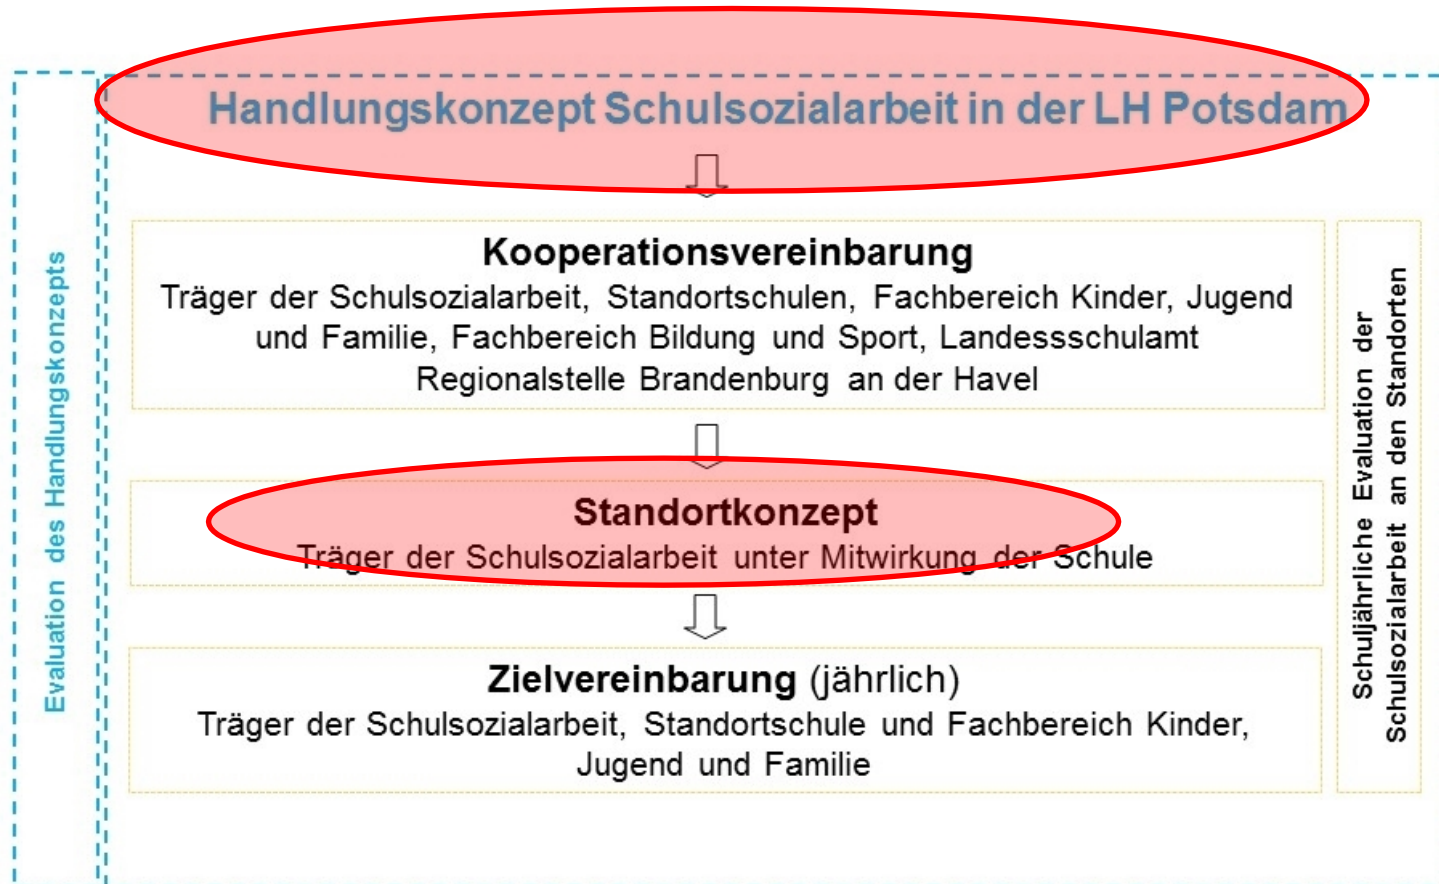 Handlungskonzept Schulsozialarbeit in der LH Potsdam
Evaluation des Handlungskonzepts
Kooperationsvereinbarung
Träger der Schulsozialarbeit, Standortschulen, Fachbereich Kinder, Jugend
und Familie, Fachbereich Bildung und Sport, Landessschulamt
Regionalstelle Brandenburg an der Havel
Standortkonzept
Träger der Schulsozialarbeit unter Mitwirkung der Schule
Zielvereinbarung (jährlich)
Träger der Schulsozialarbeit, Standortschule und Fachbereich Kinder,
Jugend und Familie
Schuljährliche Evaluation der
Schulsozialarbeit an den Standorten